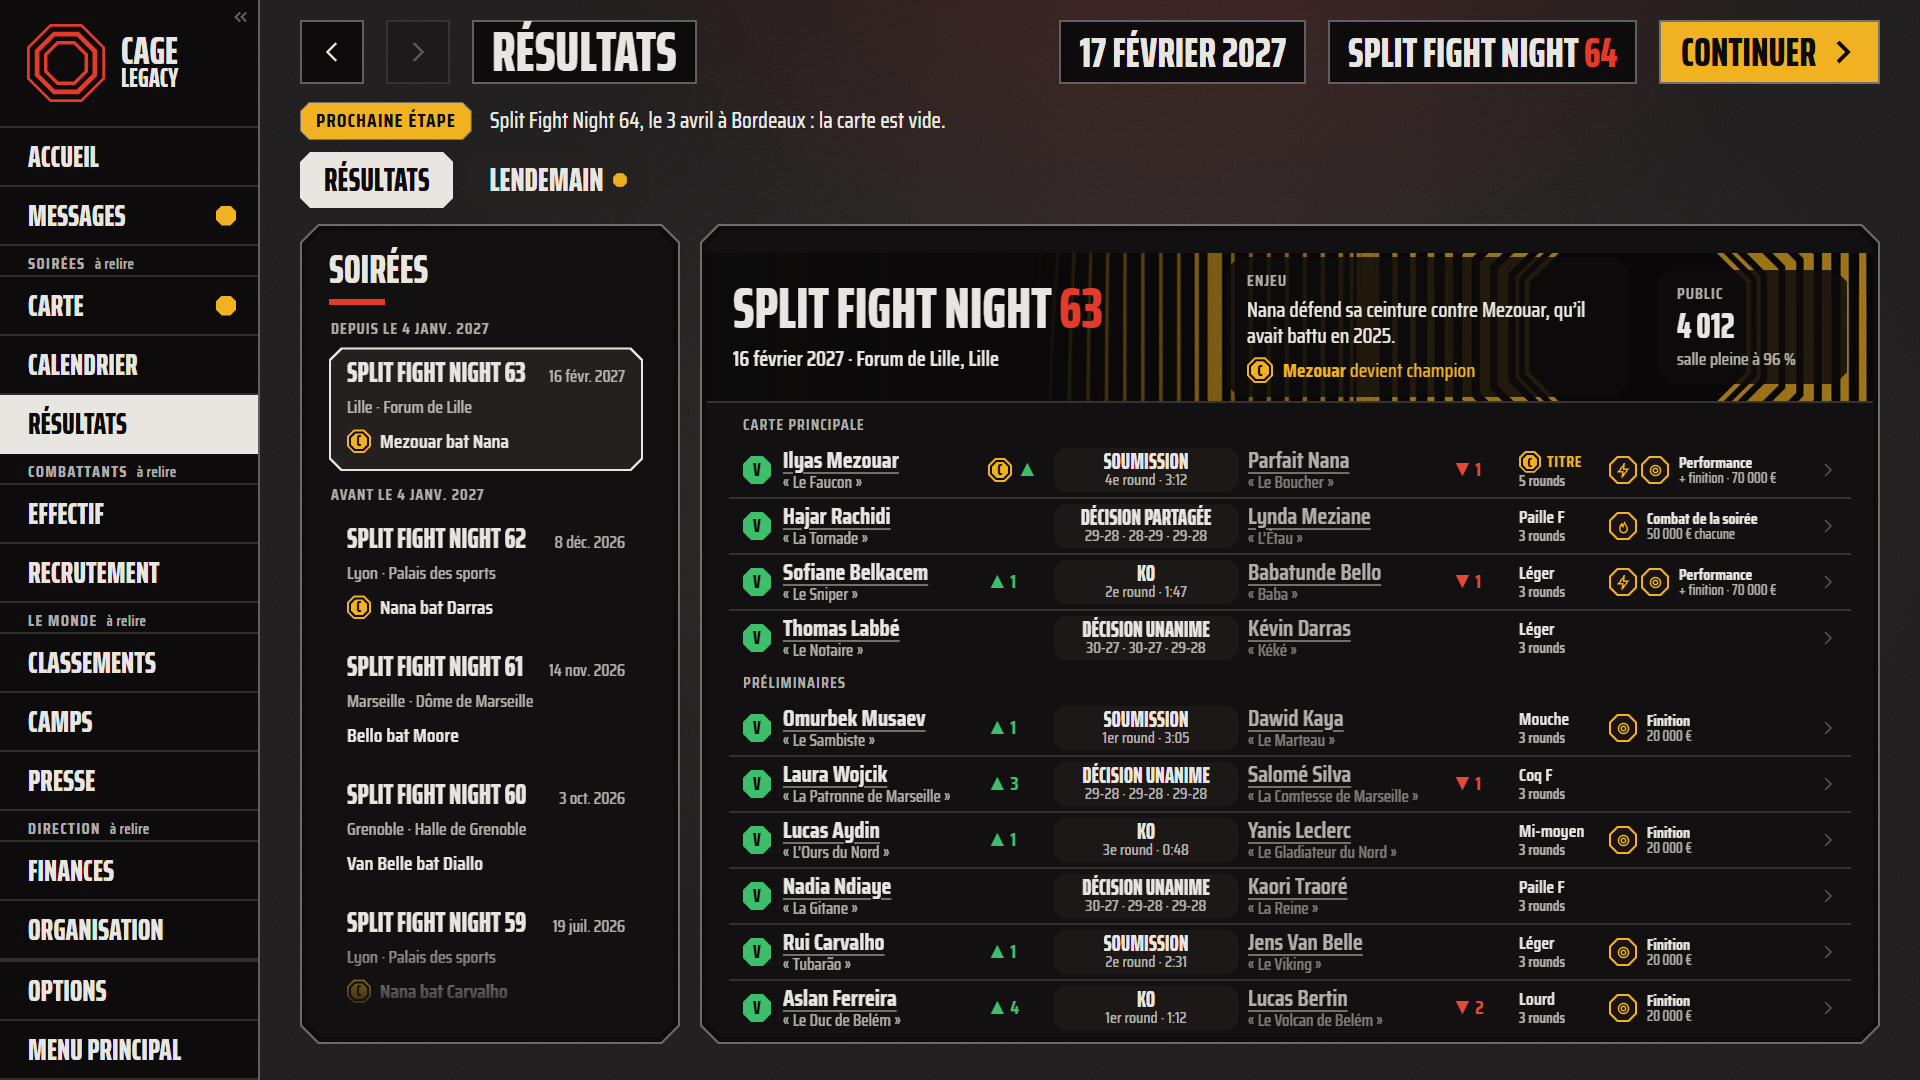 CAGE
LEGACY
ACCUEIL
MESSAGES
SOIRÉES à relire
CARTE
CALENDRIER
RÉSULTATS
COMBATTANTS à relire
EFFECTIF
RECRUTEMENT
LE MONDE à relire
CLASSEMENTS
CAMPS
PRESSE
DIRECTION à relire
FINANCES
ORGANISATION
OPTIONS
MENU PRINCIPAL
RÉSULTATS
17 FÉVRIER 2027
SPLIT FIGHT NIGHT 64
CONTINUER
PROCHAINE ÉTAPE Split Fight Night 64, le 3 avril à Bordeaux : la carte est vide.
RÉSULTATS LENDEMAIN
SOIRÉES
DEPUIS LE 4 JANV. 2027
SPLIT FIGHT NIGHT 63 16 févr. 2027
Lille · Forum de Lille
Mezouar bat Nana
AVANT LE 4 JANV. 2027
SPLIT FIGHT NIGHT 62 8 déc. 2026
Lyon · Palais des sports
Nana bat Darras
SPLIT FIGHT NIGHT 61 14 nov. 2026
Marseille · Dôme de Marseille
Bello bat Moore
SPLIT FIGHT NIGHT 60 3 oct. 2026
Grenoble · Halle de Grenoble
Van Belle bat Diallo
SPLIT FIGHT NIGHT 59 19 juil. 2026
Lyon · Palais des sports
Nana bat Carvalho
SPLIT FIGHT NIGHT 63
16 février 2027 · Forum de Lille, Lille
ENJEU
Nana défend sa ceinture contre Mezouar, qu'il
avait battu en 2025.
Mezouar devient champion
PUBLIC
4 012
salle pleine à 96 %
CARTE PRINCIPALE
V Ilyas Mezouar SOUMISSION Parfait Nana ▼ 1 TITRE Performance
« Le Faucon » 4e round · 3:12 « Le Boucher » 5 rounds + finition · 70 000 €
V Hajar Rachidi DÉCISION PARTAGÉE Lynda Meziane Paille F Combat de la soirée
« La Tornade » 29-28 · 28-29 · 29-28 « L'Étau » 3 rounds 50 000 € chacune
V Sofiane Belkacem ▲ 1 KO Babatunde Bello ▼ 1 Léger Performance
« Le Sniper » 2e round · 1:47 « Baba » 3 rounds + finition · 70 000 €
V Thomas Labbé DÉCISION UNANIME Kévin Darras Léger
« Le Notaire » 30-27 · 30-27 · 29-28 « Kéké » 3 rounds
PRÉLIMINAIRES
V Omurbek Musaev ▲ 1 SOUMISSION Dawid Kaya Mouche Finition
« Le Sambiste » 1er round · 3:05 « Le Marteau » 3 rounds 20 000 €
V Laura Wojcik ▲ 3 DÉCISION UNANIME Salomé Silva ▼ 1 Coq F
« La Patronne de Marseille » 29-28 · 29-28 · 29-28 « La Comtesse de Marseille » 3 rounds
V Lucas Aydin ▲ 1 KO Yanis Leclerc Mi-moyen Finition
« L'Ours du Nord » 3e round · 0:48 « Le Gladiateur du Nord » 3 rounds 20 000 €
V Nadia Ndiaye DÉCISION UNANIME Kaori Traoré Paille F
« La Gitane » 30-27 · 29-28 · 29-28 « La Reine » 3 rounds
V Rui Carvalho ▲ 1 SOUMISSION Jens Van Belle Léger Finition
« Tubarão » 2e round · 2:31 « Le Viking » 3 rounds 20 000 €
V Aslan Ferreira ▲ 4 KO Lucas Bertin ▼ 2 Lourd Finition
« Le Duc de Belém » 1er round · 1:12 « Le Volcan de Belém » 3 rounds 20 000 €